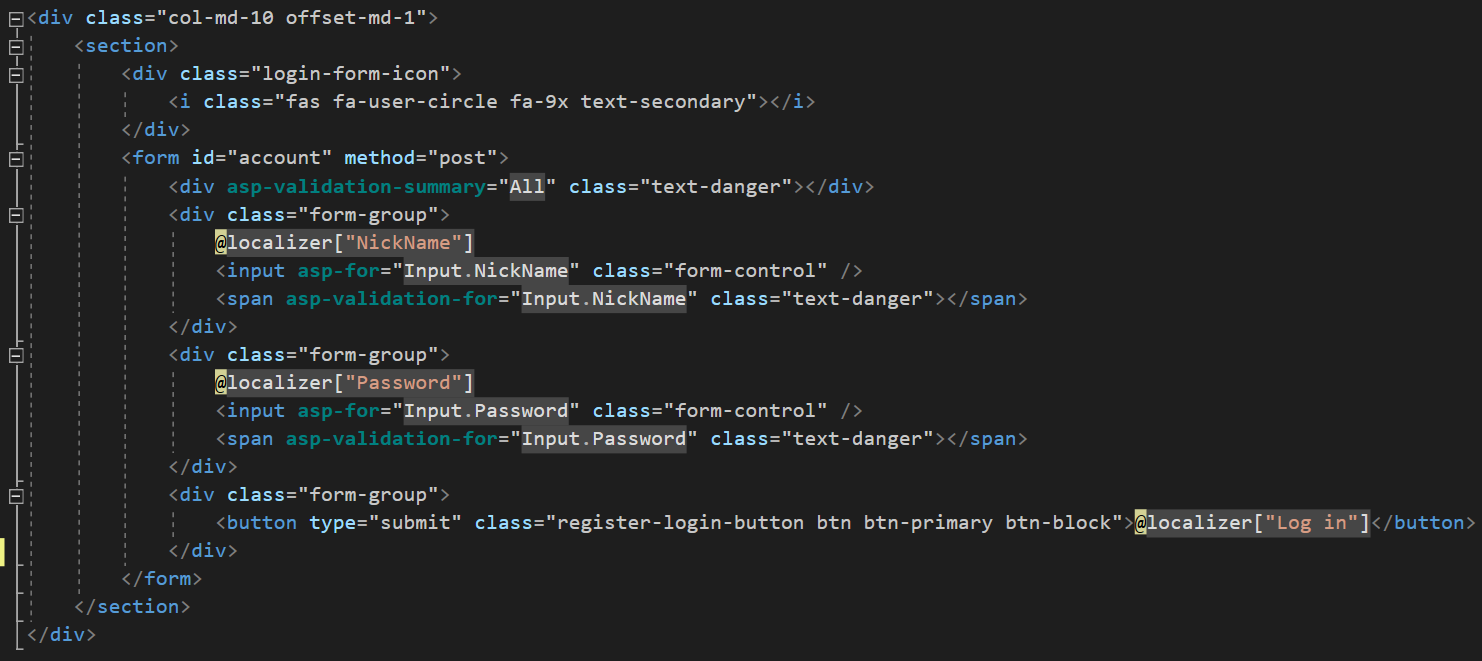 <div class="col-md-10 offset-md-1">
    <section>
        <div class="login-form-icon">
            <i class="fas fa-user-circle fa-9x text-secondary"></i>
        </div>
        <form id="account" method="post">
            <div asp-validation-summary="All" class="text-danger"></div>
            <div class="form-group">
                @localizer["NickName"]
                <input asp-for="Input.NickName" class="form-control" />
                <span asp-validation-for="Input.NickName" class="text-danger"></span>
            </div>
            <div class="form-group">
                @localizer["Password"]
                <input asp-for="Input.Password" class="form-control" />
                <span asp-validation-for="Input.Password" class="text-danger"></span>
            </div>
            <div class="form-group">
                <button type="submit" class="register-login-button btn btn-primary btn-block">@localizer["Log in"]</button>
            </div>
        </form>
    </section>
</div>